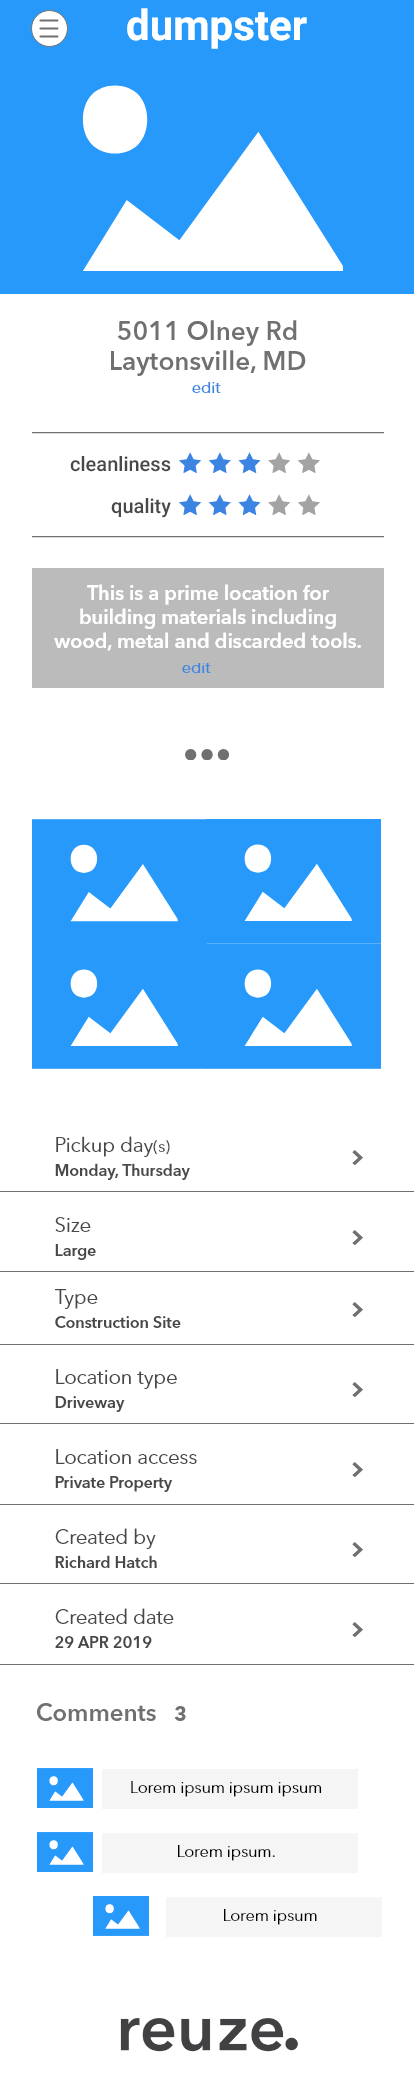 dumpster
5011 Olney Rd
Laytonsville, MD
edit
cleanliness
quality
This is a prime location for
building materials including
wood, metal and discarded tools.
edit
Pickup day(s)
Monday, Thursday
Size
Large
Type
Construction Site
Location type
Driveway
Location access
Private Property
Created by
Richard Hatch
Created date
29 APR 2019
Comments 3
Lorem ipsum ipsum ipsum
Lorem ipsum.
Lorem ipsum
reuze.